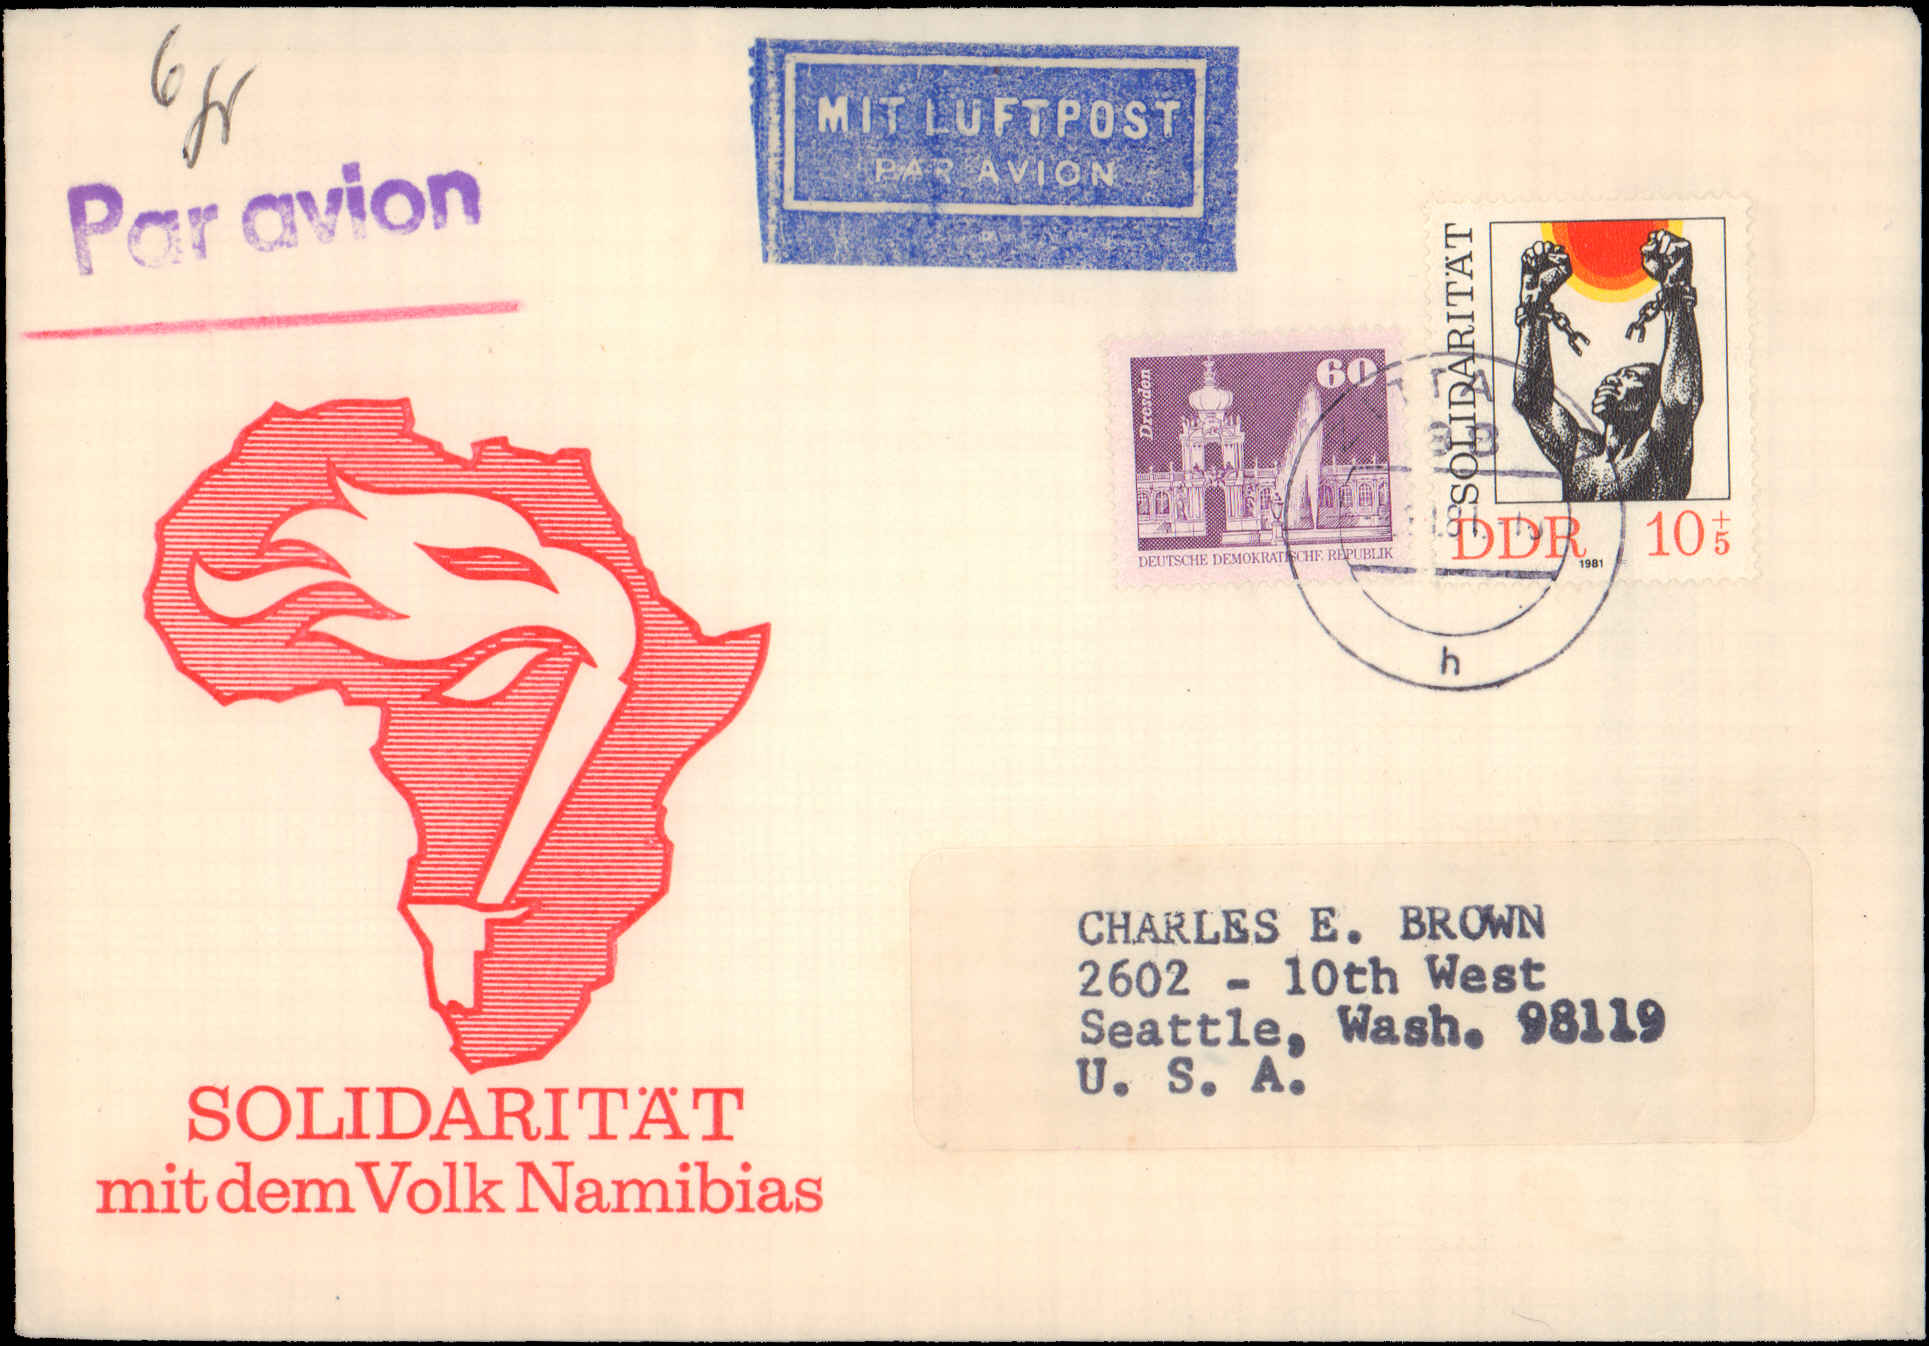 6
Par avion
MIT LUFTPOST
PAR AVION
Dresden
60
DEUTSCHE DEMOKRATISCHE REPUBLIK
SOLIDARITÄT
DDR
1981
10+5
h
SOLIDARITÄT
mit dem Volk Namibias
CHARLES E. BROWN
2602 - 10th West
Seattle, Wash. 98119
U. S. A.